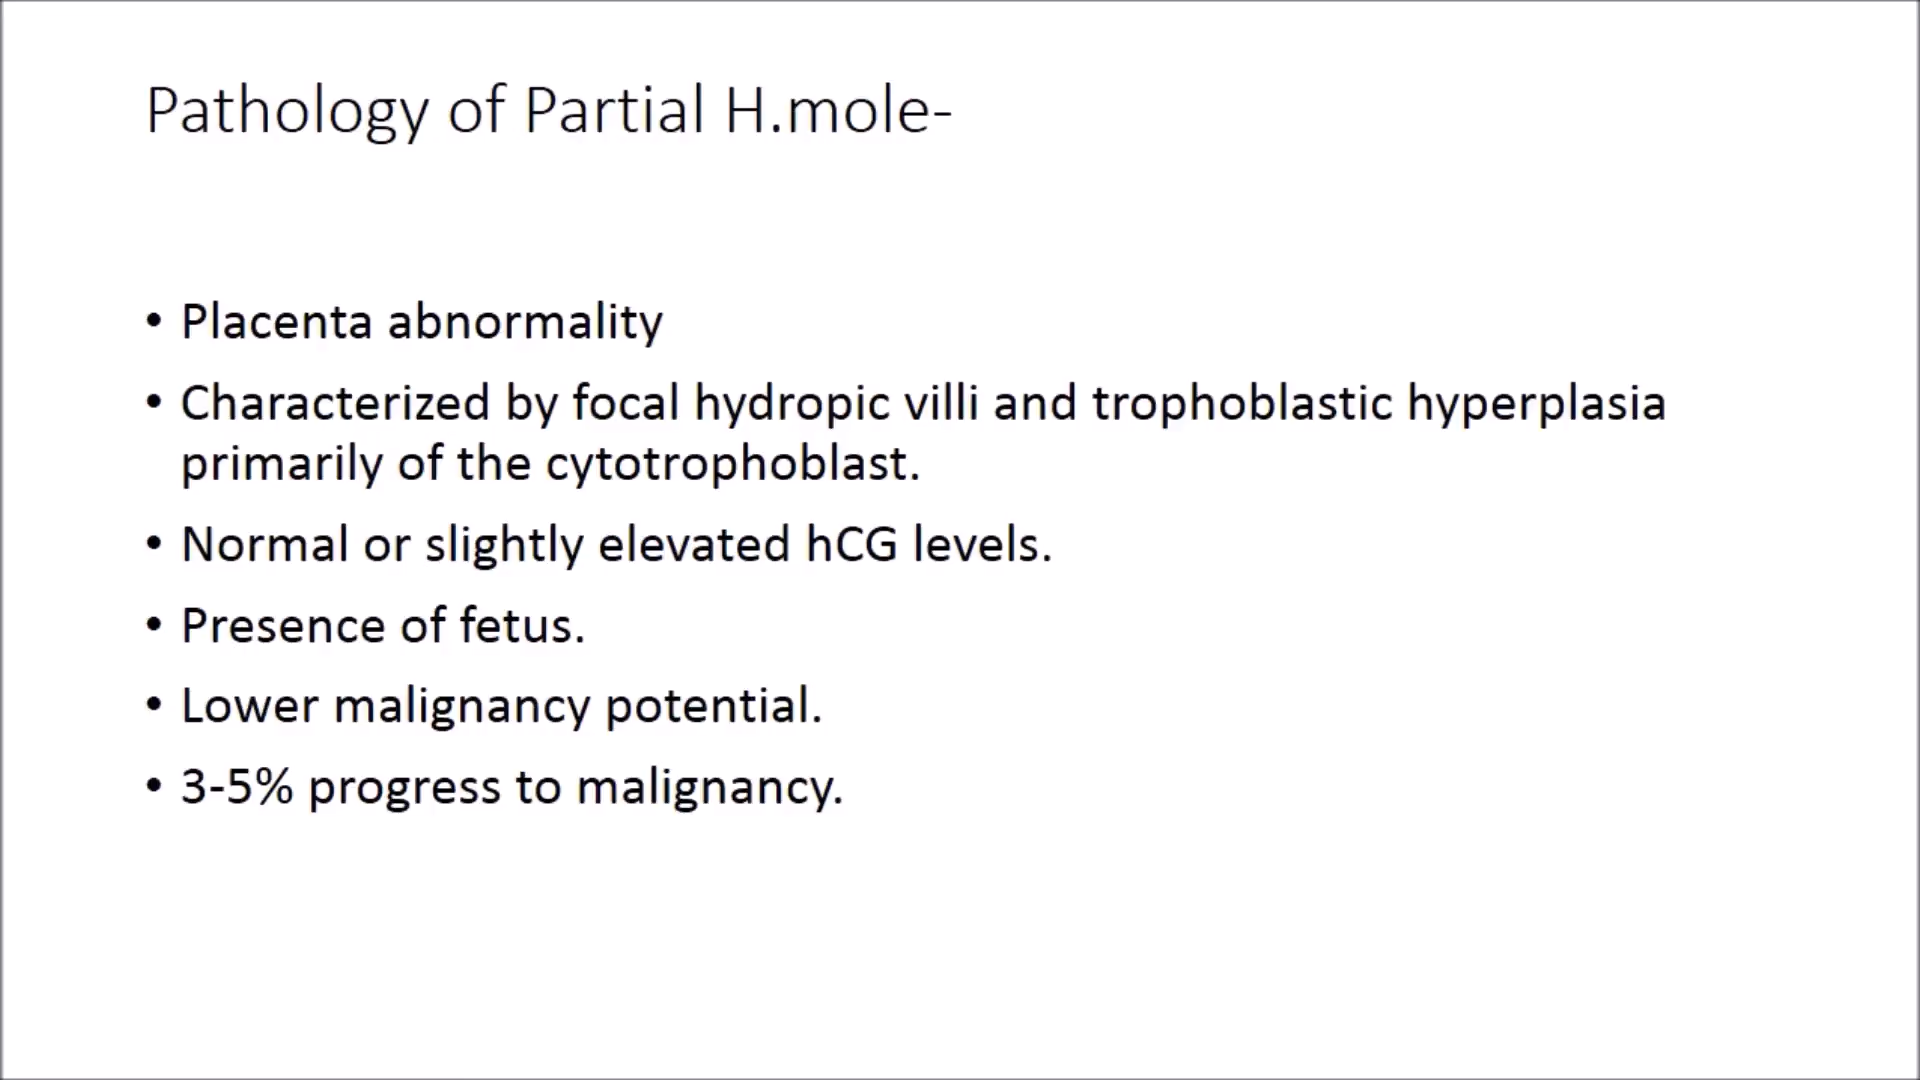 Pathology of Partial H.mole-
• Placenta abnormality
• Characterized by focal hydropic villi and trophoblastic hyperplasia
primarily of the cytotrophoblast.
• Normal or slightly elevated hCG levels.
• Presence of fetus.
• Lower malignancy potential.
• 3-5% progress to malignancy.